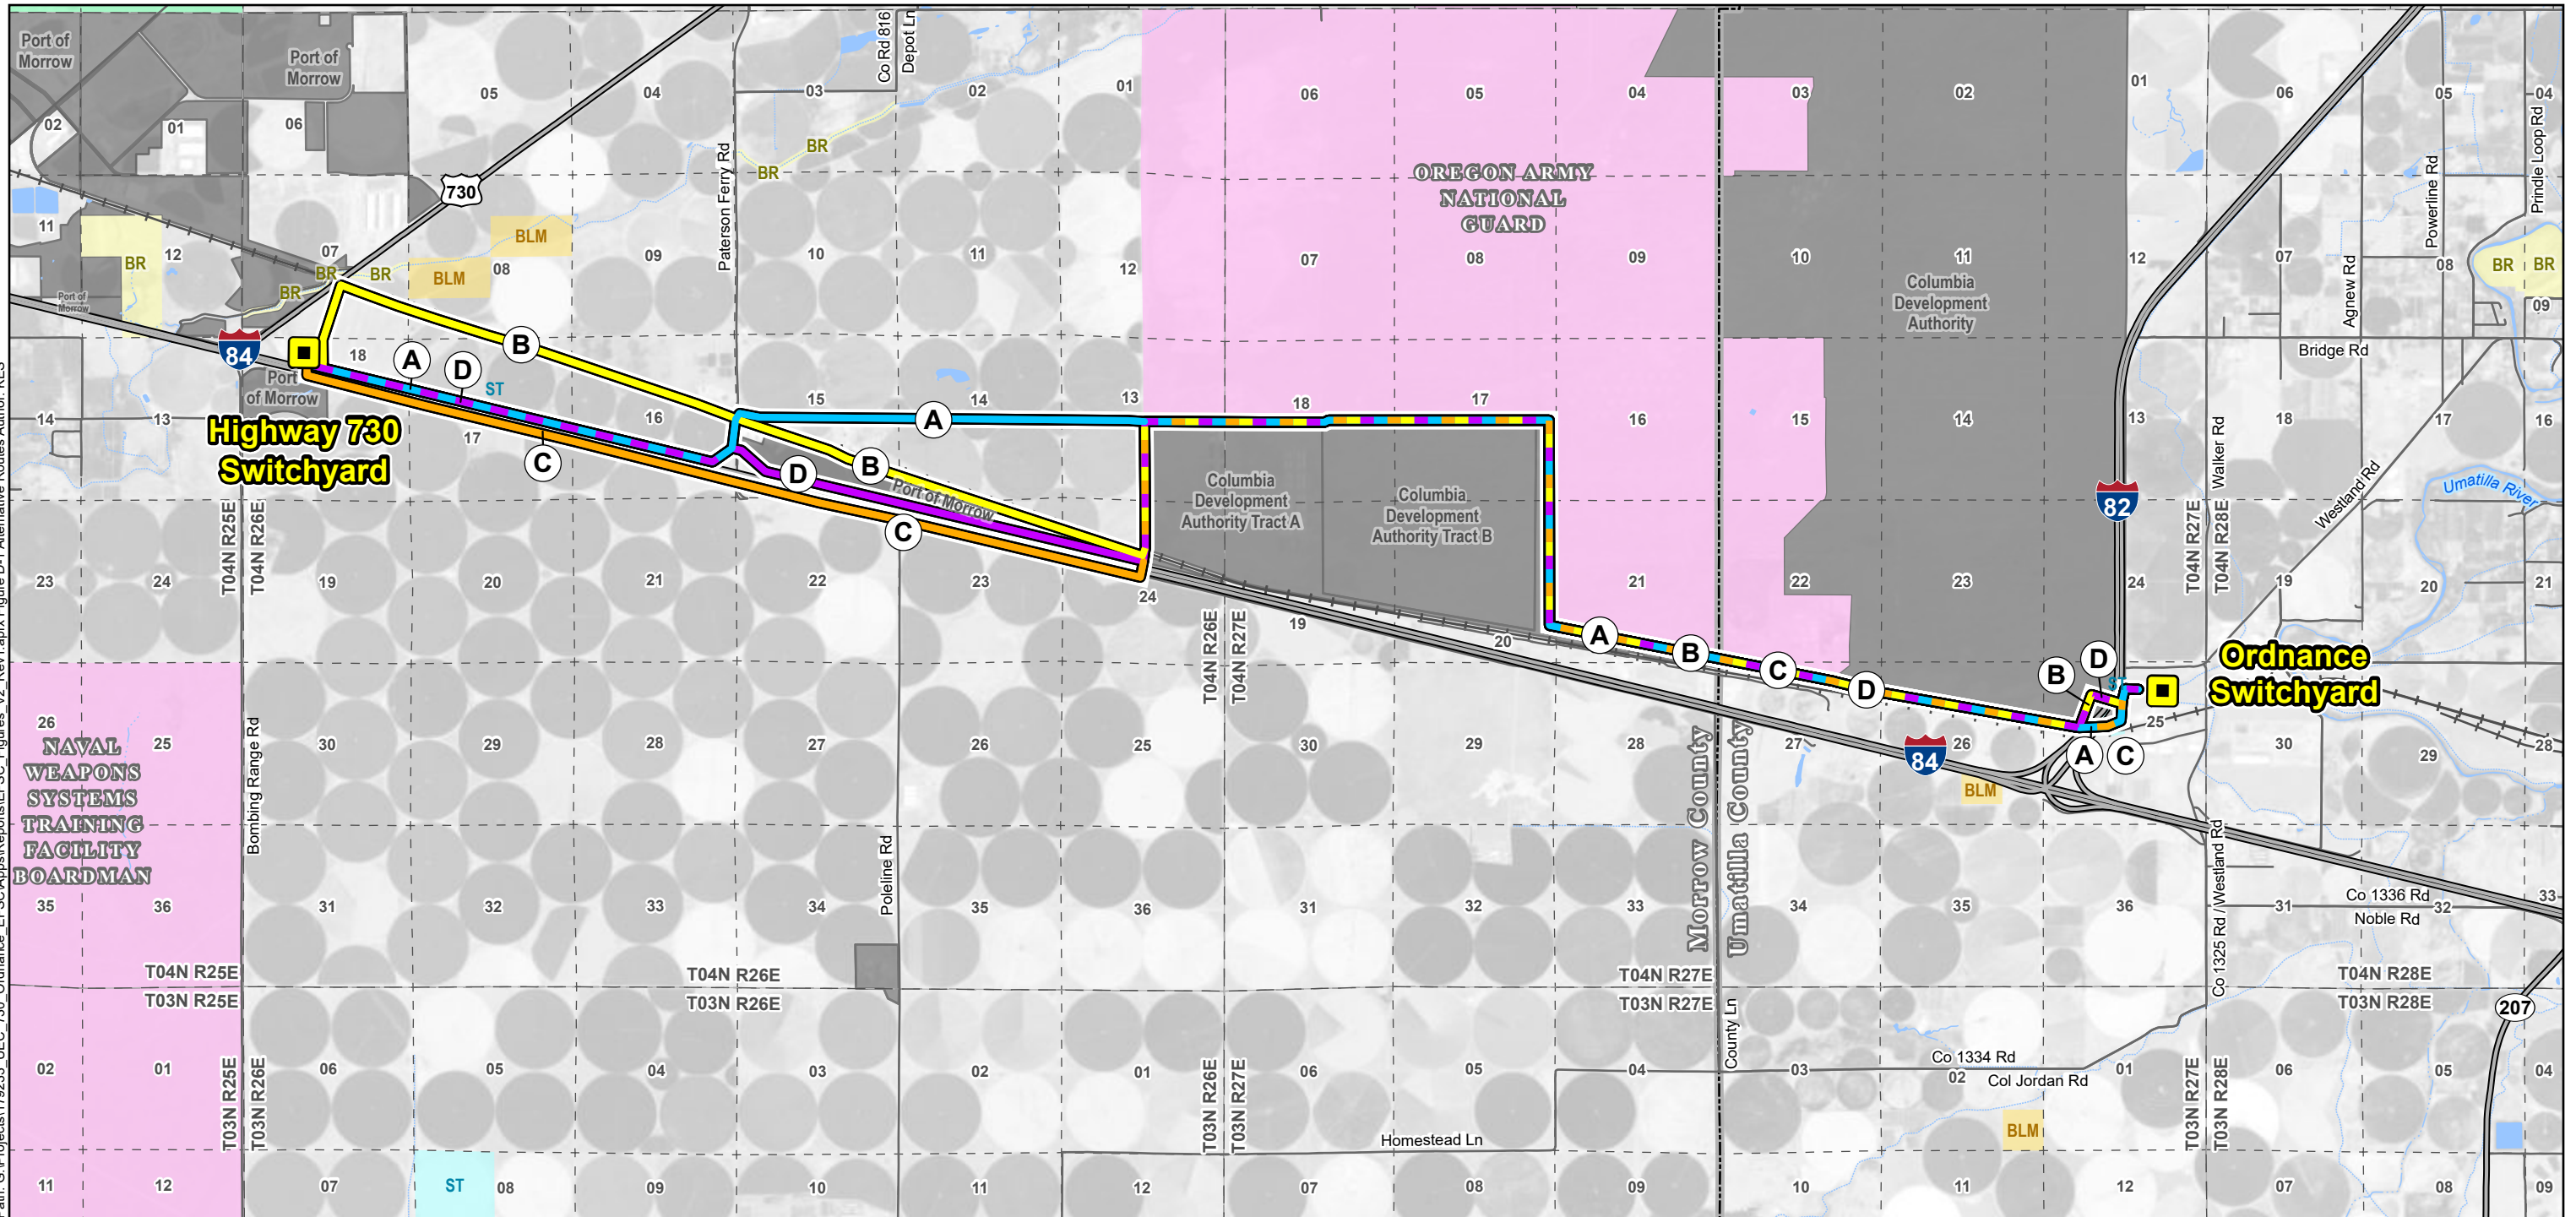 Port of
Morrow
Port of
Morrow
Co Rd 816
Depot Ln
05
04
03
02
01
06
05
04
03
02
01
06
05
04
02
01
06
Paterson Ferry Rd
BR
BR
730
OREGON ARMY
NATIONAL
GUARD
Powerline Rd
Prindle Loop Rd
11
BR
12
07
BR
BR
BR
BLM
BLM
08
09
10
11
12
07
08
09
10
11
12
07
08
BR
BR
09
Columbia
Development
Authority
Agnew Rd
Bridge Rd
Port of
Morrow
84
18
A
D
B
ST
Port
of Morrow
14
13
Highway 730
Switchyard
17
C
16
15
14
13
A
18
17
16
15
14
13
18
17
16
Walker Rd
Westland Rd
Umatilla River
B
D
Port of Morrow
C
Columbia
Development
Authority Tract A
Columbia
Development
Authority Tract B
82
T04N R25E
T04N R26E
T04N R27E
T04N R28E
23
24
19
20
21
22
23
24
19
20
21
22
23
24
19
20
21
T04N R26E
T04N R27E
A
B
C
D
B
D
ST
A
C
Ordnance
Switchyard
25
26
NAVAL
WEAPONS
SYSTEMS
TRAINING
FACILITY
BOARDMAN
25
Bombing Range Rd
30
29
28
27
26
25
30
29
28
27
26
30
29
28
84
BLM
Morrow County
Umatilla County
35
36
31
32
33
34
Poleline Rd
35
36
31
32
33
34
35
36
Co 1325 Rd / Westland Rd
31
Co 1336 Rd
Noble Rd
32
33
T04N R25E
T03N R25E
T04N R26E
T03N R26E
T04N R27E
T03N R27E
T04N R28E
T03N R28E
207
County Ln
Co 1334 Rd
Col Jordan Rd
02
01
T03N R25E
T03N R26E
06
05
04
03
02
01
T03N R26E
T03N R27E
06
05
04
03
02
01
T03N R27E
T03N R28E
06
05
04
Homestead Ln
BLM
11
12
07
ST
08
09
10
11
12
07
08
09
10
11
12
07
08
09